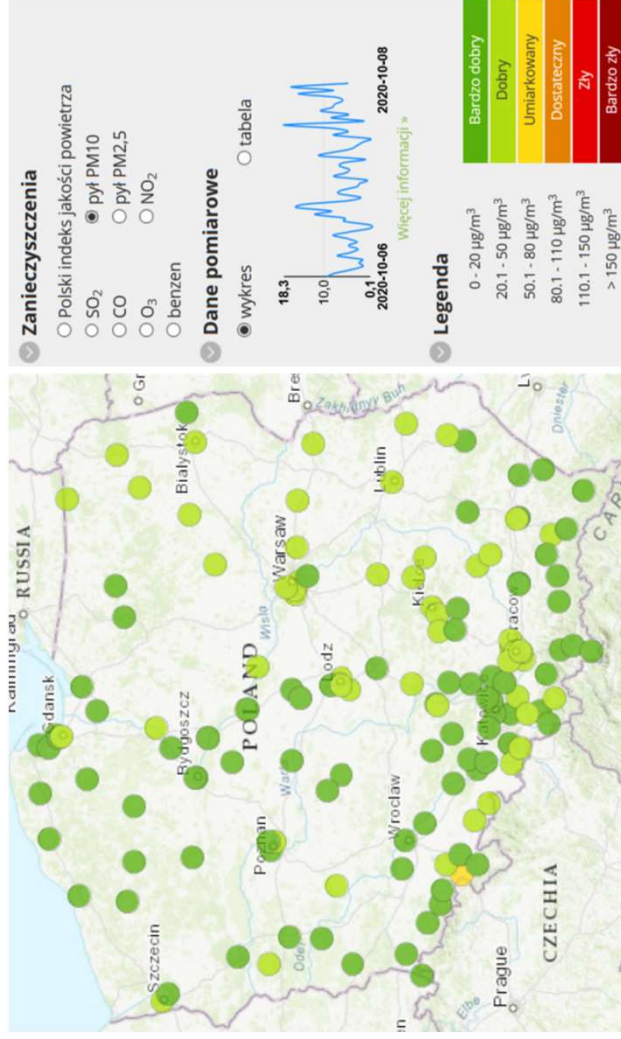 Zanieczyszczenia
Polski indeks jakości powietrza
SO2
pył PM10
CO
pył PM2,5
O3
NO2
benzen
Dane pomiarowe
wykres
tabela
18,3
10,0
0,1
2020-10-06
2020-10-08
Więcej informacji »
Legenda
0 - 20 µg/m³
Bardzo dobry
20.1 - 50 µg/m³
Dobry
50.1 - 80 µg/m³
Umiarkowany
80.1 - 110 µg/m³
Dostateczny
110.1 - 150 µg/m³
Zły
> 150 µg/m³
Bardzo zły
RUSSIA
Gdansk
Szczecin
Bydgoszcz
Bialystok
POLAND
Wisla
Warsaw
Poznan
Warta
Lodz
Oder
Zakhidnyy Buh
Lublin
Wroclaw
Kielce
Katowice
Prague
Elbe
CZECHIA
Dniester